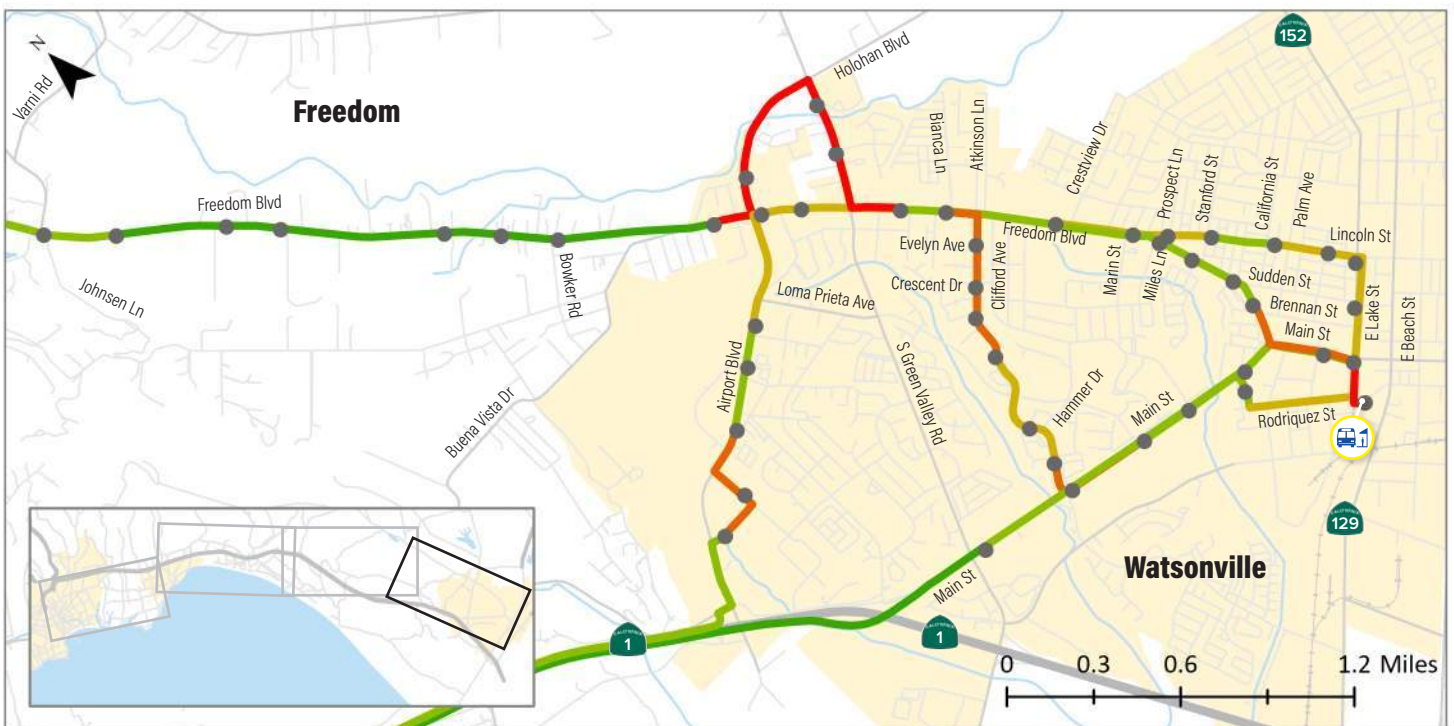 152
N
Holohan Blvd
Varni Rd
Freedom
Bianca Ln
Atkinson Ln
Crestview Dr
Prospect Ln
Stanford St
California St
Palm Ave
Freedom Blvd
Lincoln St
Evelyn Ave
Freedom Blvd
Marin St
Miles Ln
Bowker Rd
Johnsen Ln
Crescent Dr
Clifford Ave
Sudden St
Loma Prieta Ave
Brennan St
E Lake St
E Beach St
Main St
Airport Blvd
S Green Valley Rd
Hammer Dr
Main St
Rodriquez St
Buena Vista Dr
129
Watsonville
Main St
1
1
0 0.3 0.6 1.2 Miles